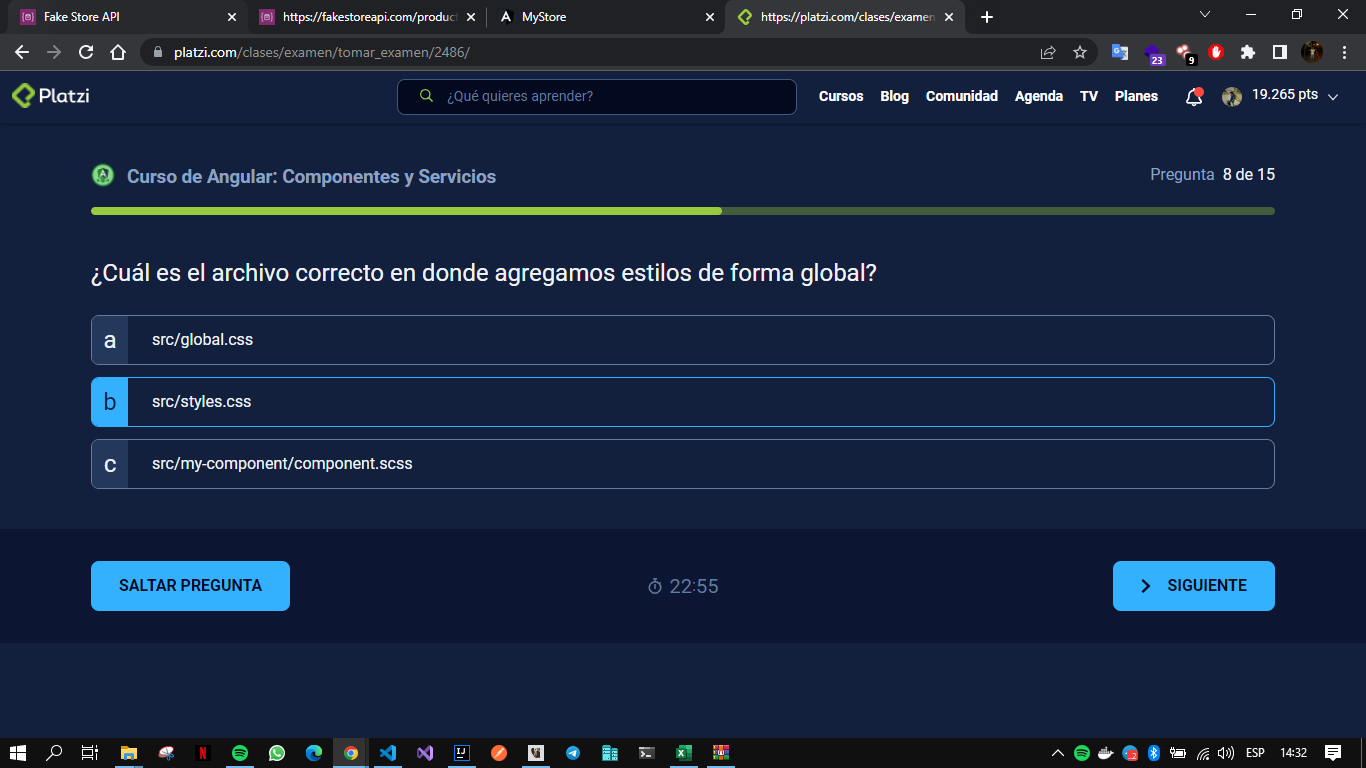 Fake Store API
https://fakestoreapi.com/product
MyStore
https://platzi.com/clases/examen
platzi.com/clases/examen/tomar_examen/2486/
23
9
Platzi
¿Qué quieres aprender?
Cursos
Blog
Comunidad
Agenda
TV
Planes
19.265 pts
Curso de Angular: Componentes y Servicios
Pregunta 8 de 15
¿Cuál es el archivo correcto en donde agregamos estilos de forma global?
a src/global.css
b src/styles.css
c src/my-component/component.scss
SALTAR PREGUNTA
22:55
SIGUIENTE
ESP
14:32